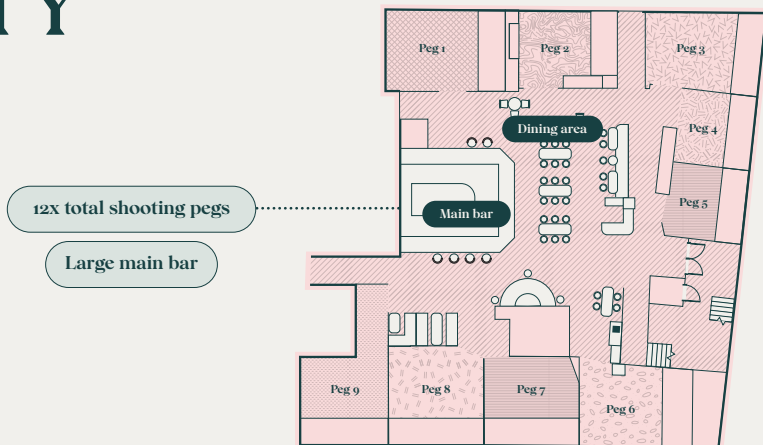 TY
Peg 1
Peg 2
Peg 3
Dining area
Peg 4
12x total shooting pegs
Main bar
Peg 5
Large main bar
Peg 9
Peg 8
Peg 7
Peg 6